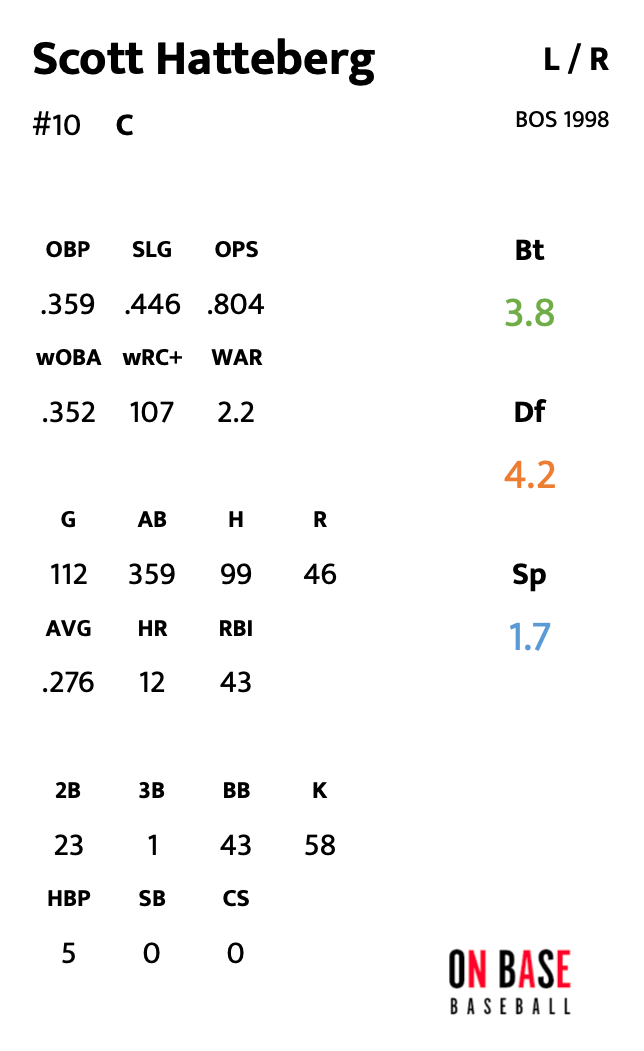 Scott Hatteberg L / R
#10 C BOS 1998
OBP SLG OPS Bt
.359 .446 .804 3.8
wOBA wRC+ WAR
.352 107 2.2 Df
4.2
G AB H R
112 359 99 46 Sp
AVG HR RBI 1.7
.276 12 43
2B 3B BB K
23 1 43 58
HBP SB CS
5 0 0
ON BASE
BASEBALL